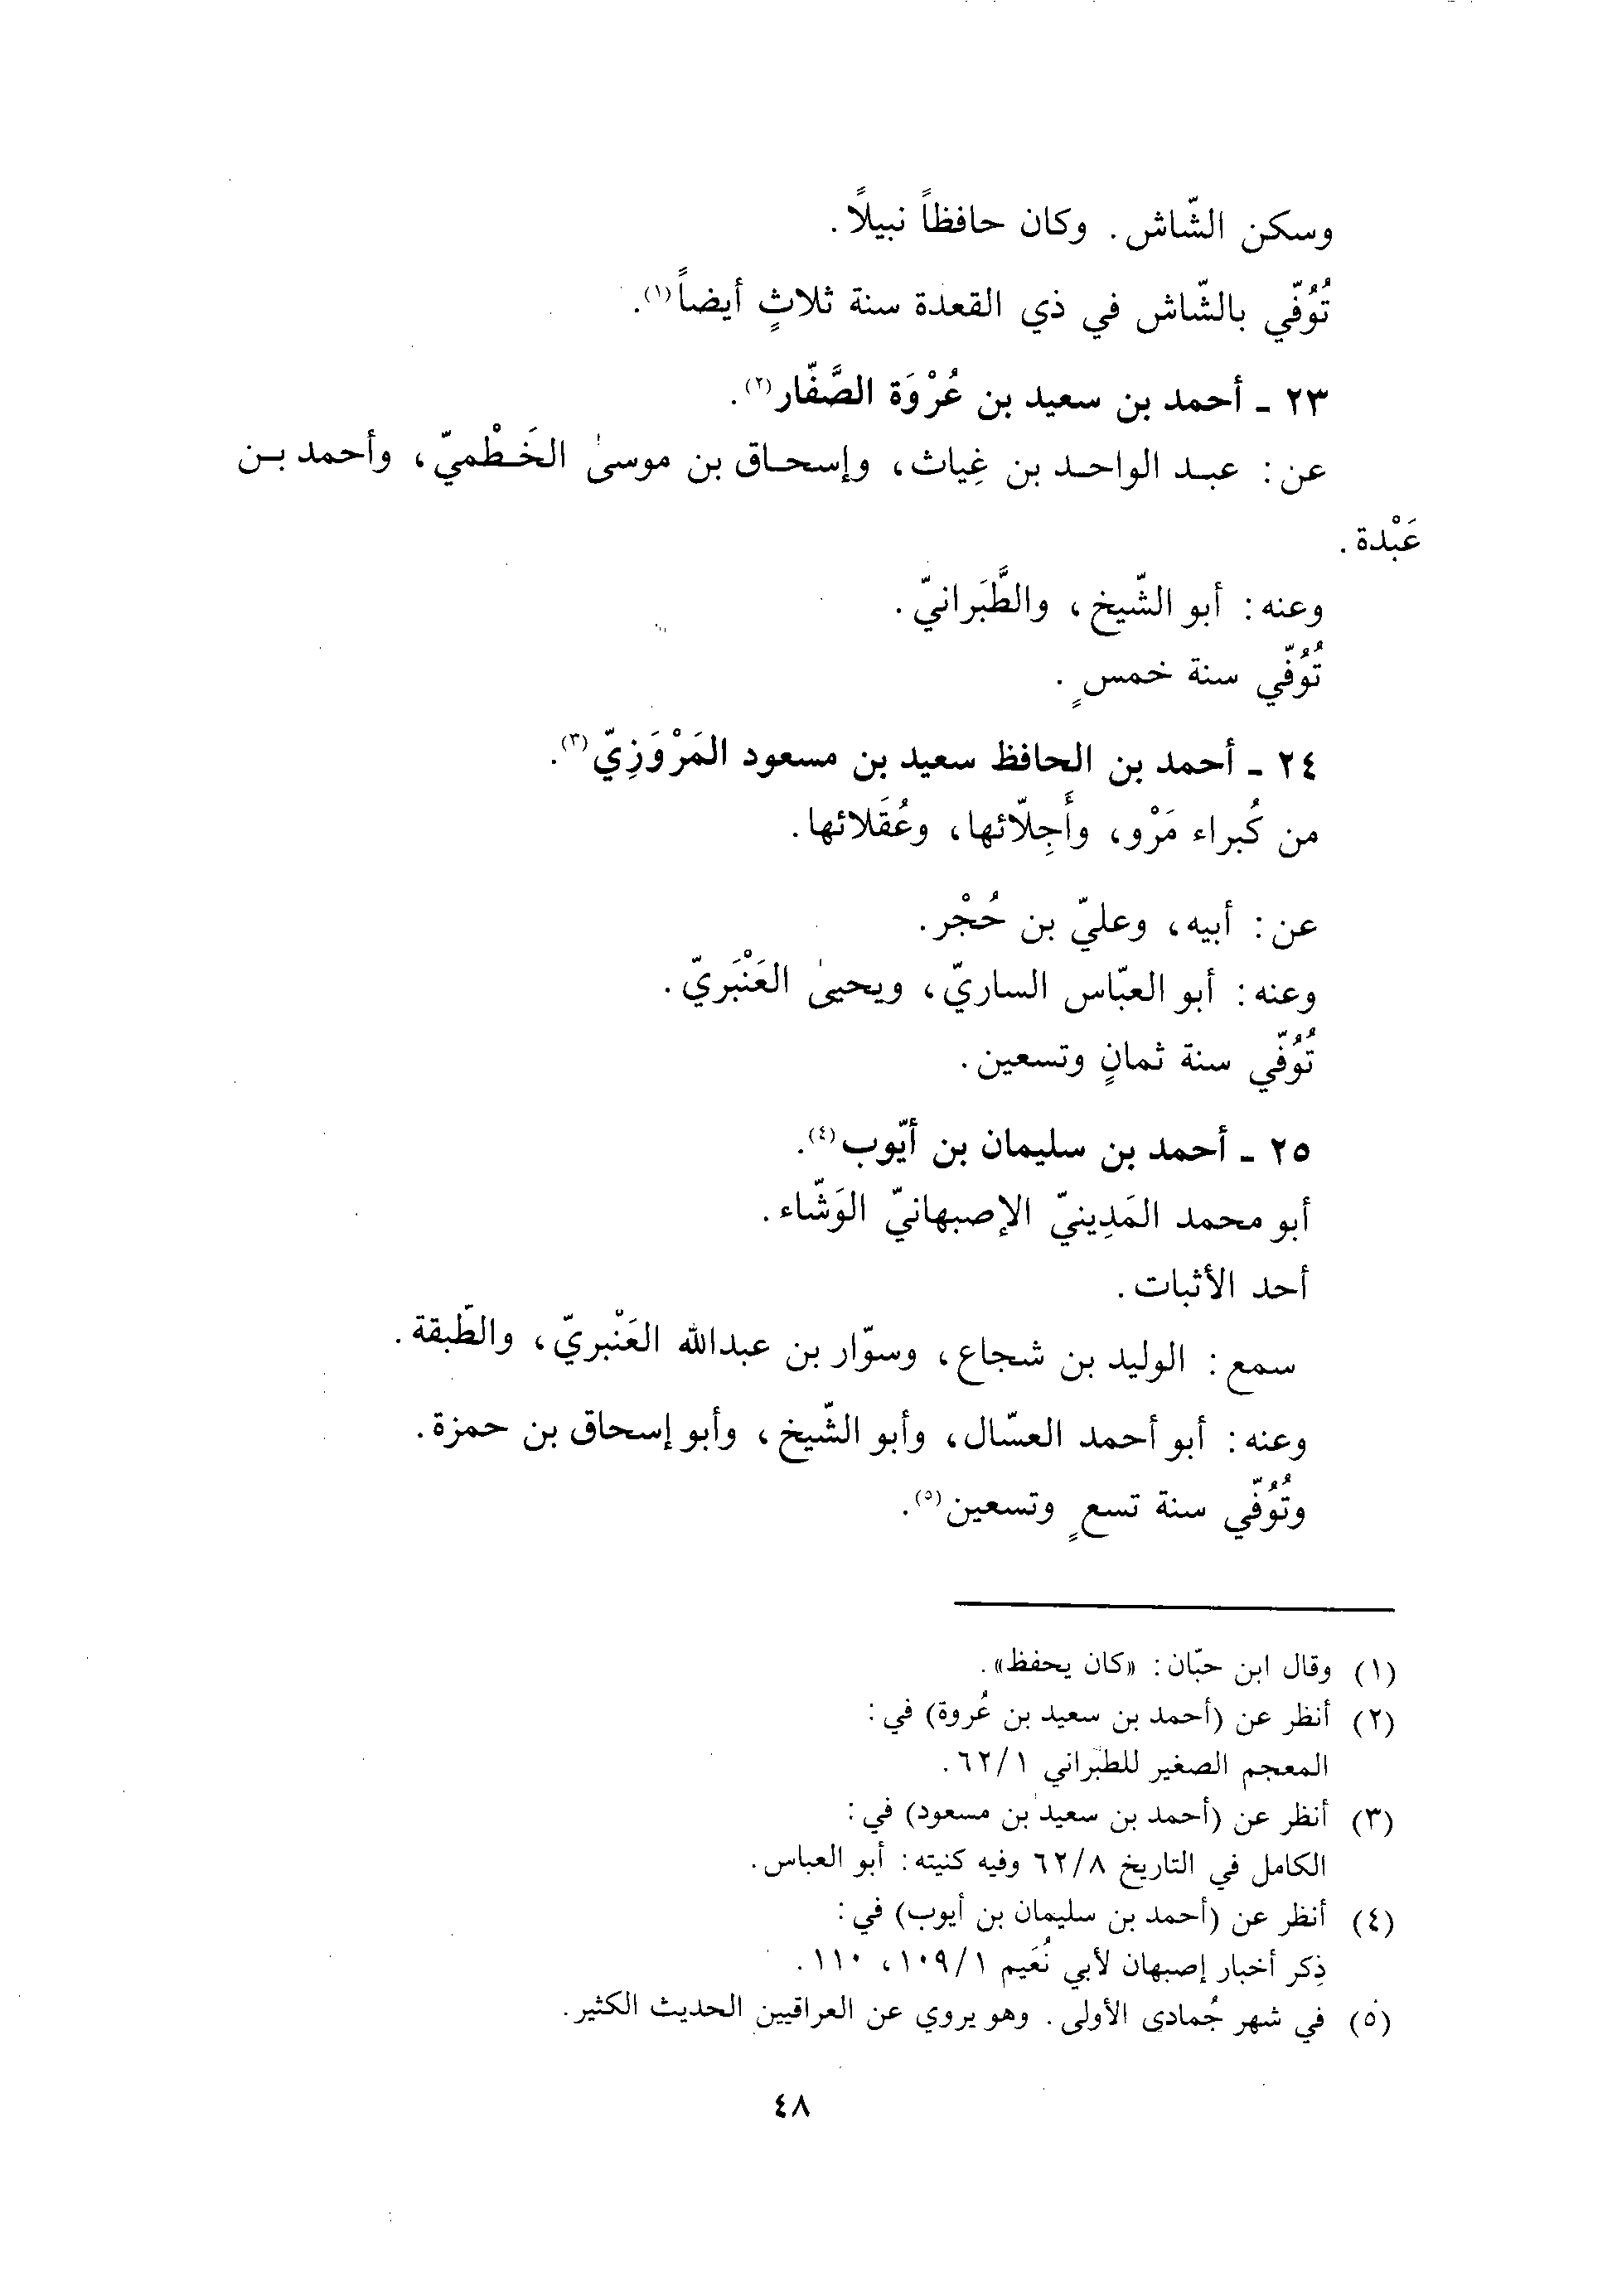 وسكن الشّاش. وكان حافظاً نبيلاً.
تُوُفّي بالشّاش في ذي القعدة سنة ثلاثٍ أيضاً(١).
٢٣ - أحمد بن سعيد بن عُرْوَة الصَّفّار(٢).
عن: عبد الواحد بن غِياث، وإسحاق بن موسىٰ الخَطْميّ، وأحمد بن
عَبْدة.
وعنه: أبو الشّيخ، والطَّبَرانيّ.
تُوُفّي سنة خمسٍ.
٢٤ - أحمد بن الحافظ سعيد بن مسعود المَرْوَزِيّ(٣).
من كُبراء مَرْو، وأَجِلّائها، وعُقَلائها.
عن: أبيه، وعليّ بن حُجْر.
وعنه: أبو العبّاس الساريّ، ويحيىٰ العَنْبَريّ.
تُوُفّي سنة ثمانٍ وتسعين.
٢٥ - أحمد بن سليمان بن أيّوب(٤).
أبو محمد المَدِينيّ الإصبهانيّ الوَشّاء.
أحد الأثبات.
سمع: الوليد بن شجاع، وسوّار بن عبدالله العَنْبريّ، والطّبقة.
وعنه: أبو أحمد العسّال، وأبو الشّيخ، وأبو إسحاق بن حمزة.
وتُوُفّي سنة تسعٍ وتسعين(٥).
(١) وقال ابن حبّان: «كان يحفظ».
(٢) أنظر عن (أحمد بن سعيد بن عُروة) في:
المعجم الصغير للطبراني ٦٢/١.
(٣) أنظر عن (أحمد بن سعيد بن مسعود) في:
الكامل في التاريخ ٦٢/٨ وفيه كنيته: أبو العباس.
(٤) أنظر عن (أحمد بن سليمان بن أيوب) في:
ذِكر أخبار إصبهان لأبي نُعَيم ١٠٩/١، ١١٠.
(٥) في شهر جُمادى الأولى. وهو يروي عن العراقيين الحديث الكثير.
٤٨